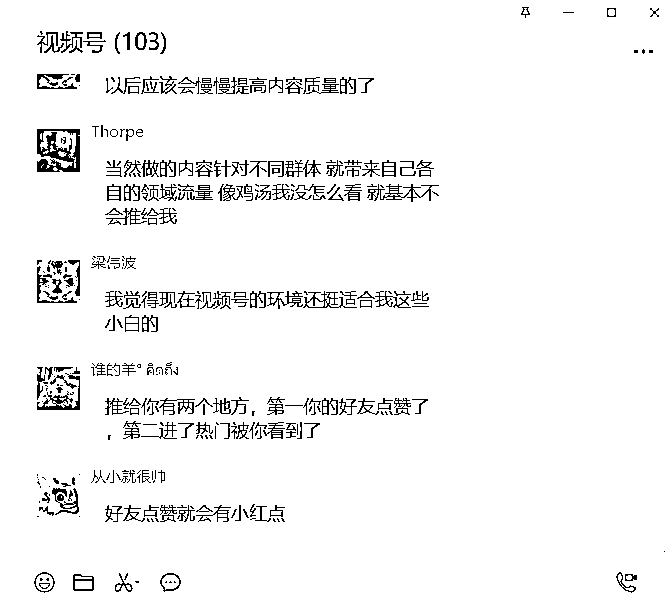 视频号 (103)
以后应该会慢慢提高内容质量的了
Thorpe
当然做的内容针对不同群体 就带来自己各
自的领域流量 像鸡汤我没怎么看 就基本不
会推给我
梁伟波
我觉得现在视频号的环境还挺适合我这些
小白的
谁的羊° คิดถึง
推给你有两个地方，第一你的好友点赞了
，第二进了热门被你看到了
从小就很帅
好友点赞就会有小红点